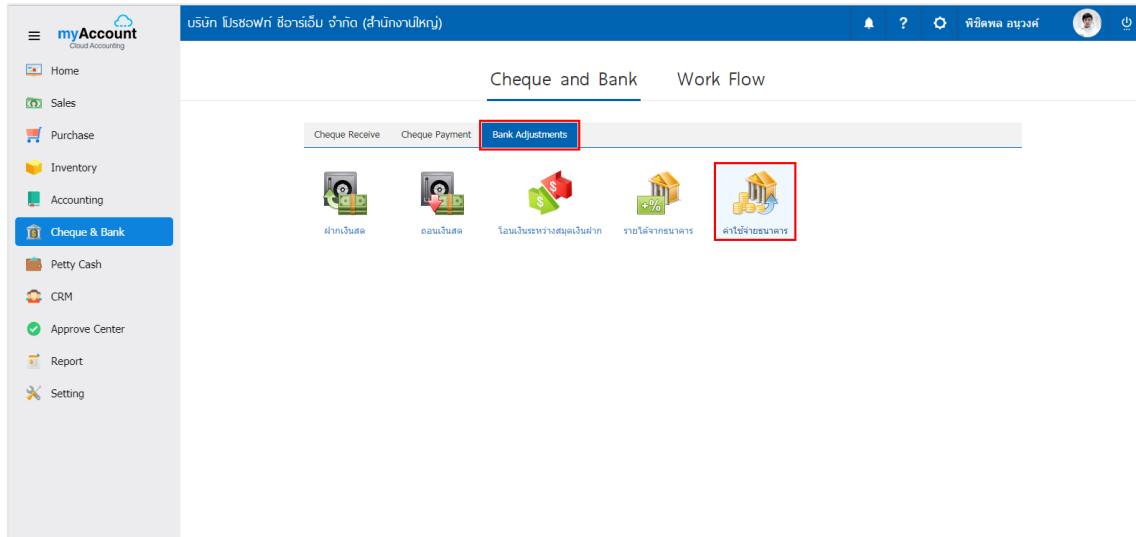 myAccount
Cloud Accounting
บริษัท โปรซอฟท์ ซีอาร์เอ็ม จำกัด (สำนักงานใหญ่)
?
พิชิตพล อนุวงค์
Home
Sales
Purchase
Inventory
Accounting
Cheque & Bank
Petty Cash
CRM
Approve Center
Report
Setting
Cheque and Bank Work Flow
Cheque Receive Cheque Payment Bank Adjustments
ฝากเงินสด ถอนเงินสด โอนเงินระหว่างสมุดเงินฝาก รายได้จากธนาคาร ค่าใช้จ่ายธนาคาร